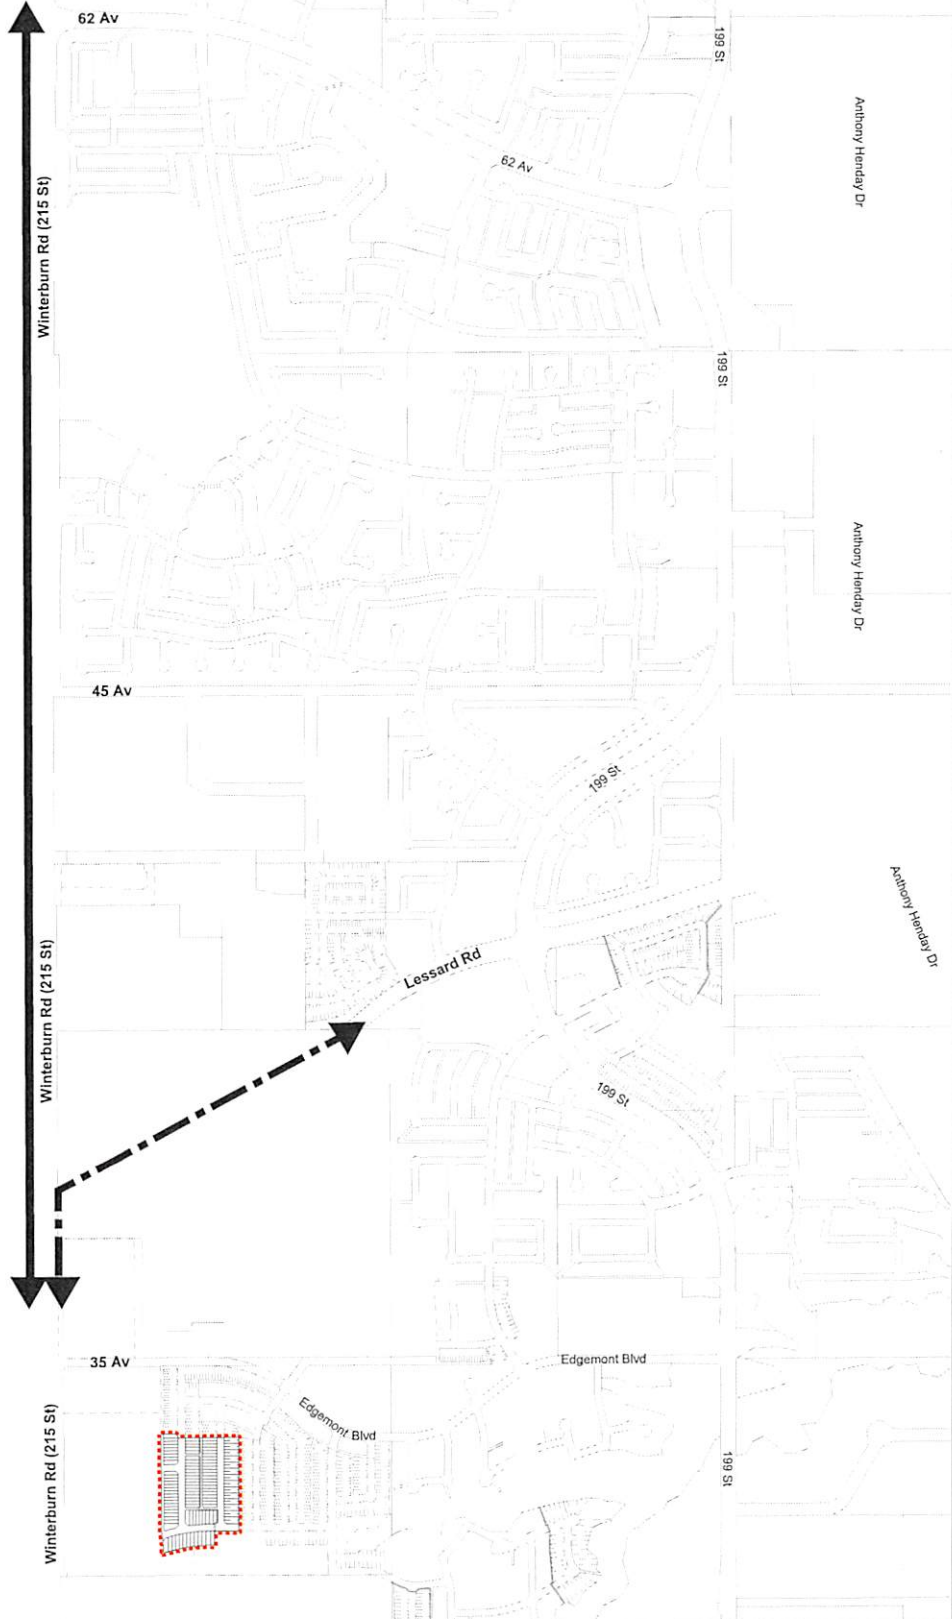 62 Av
199 St
Anthony Henday Dr
62 Av
Winterburn Rd (215 St)
199 St
Anthony Henday Dr
45 Av
199 St
Anthony Henday Dr
Lessard Rd
Winterburn Rd (215 St)
199 St
35 Av
Edgemont Blvd
Edgemont Blvd
Winterburn Rd (215 St)
199 St